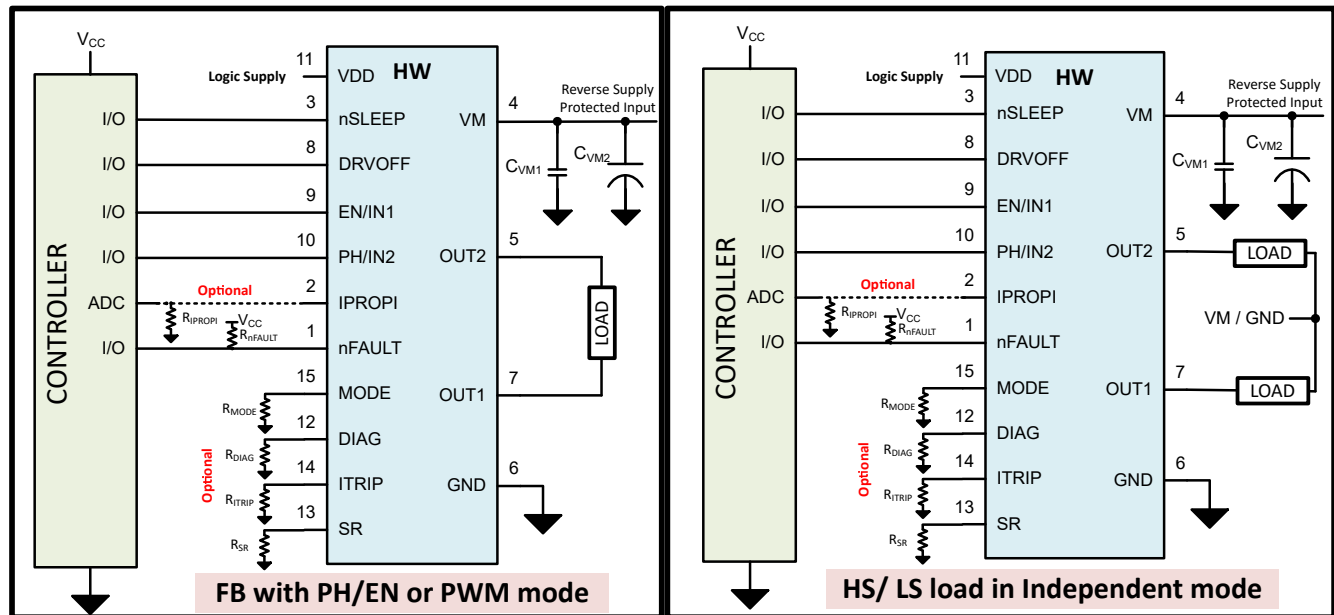 VCC
CONTROLLER
I/O
I/O
I/O
I/O
ADC
I/O
Logic Supply
11
3
8
9
10
Optional
2
RIPROPI
VCC
RnFAULT
1
15
RMODE
12
RDIAG
Optional
14
RITRIP
13
RSR
HW
VDD
nSLEEP
DRVOFF
EN/IN1
PH/IN2
IPROPI
nFAULT
MODE
DIAG
ITRIP
SR
VM
OUT2
OUT1
GND
4
Reverse Supply
Protected Input
CVM1
CVM2
5
LOAD
7
6
FB with PH/EN or PWM mode
VCC
CONTROLLER
I/O
I/O
I/O
I/O
ADC
I/O
Logic Supply
11
3
8
9
10
Optional
2
RIPROPI
VCC
RnFAULT
1
15
RMODE
12
RDIAG
Optional
14
RITRIP
13
RSR
HW
VDD
nSLEEP
DRVOFF
EN/IN1
PH/IN2
IPROPI
nFAULT
MODE
DIAG
ITRIP
SR
VM
OUT2
OUT1
GND
4
Reverse Supply
Protected Input
CVM1
CVM2
5
LOAD
VM / GND
7
LOAD
6
HS/ LS load in Independent mode